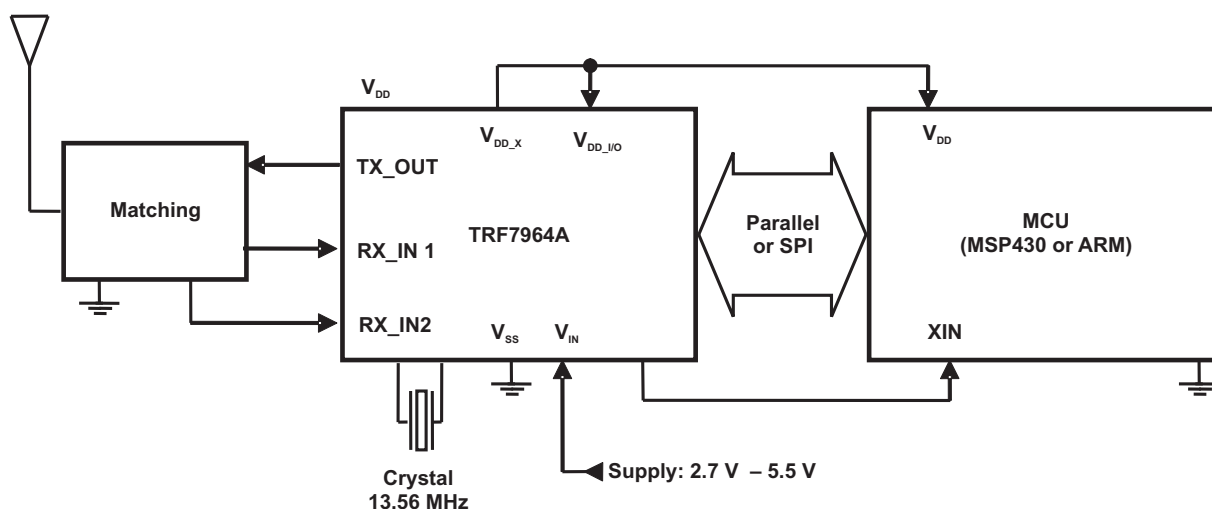 V_DD
V_DD_X
V_DD_I/O
V_DD
TX_OUT
Matching
Parallel
or SPI
MCU
(MSP430 or ARM)
TRF7964A
RX_IN 1
RX_IN2
V_SS
V_IN
XIN
Crystal
13.56 MHz
Supply: 2.7 V – 5.5 V